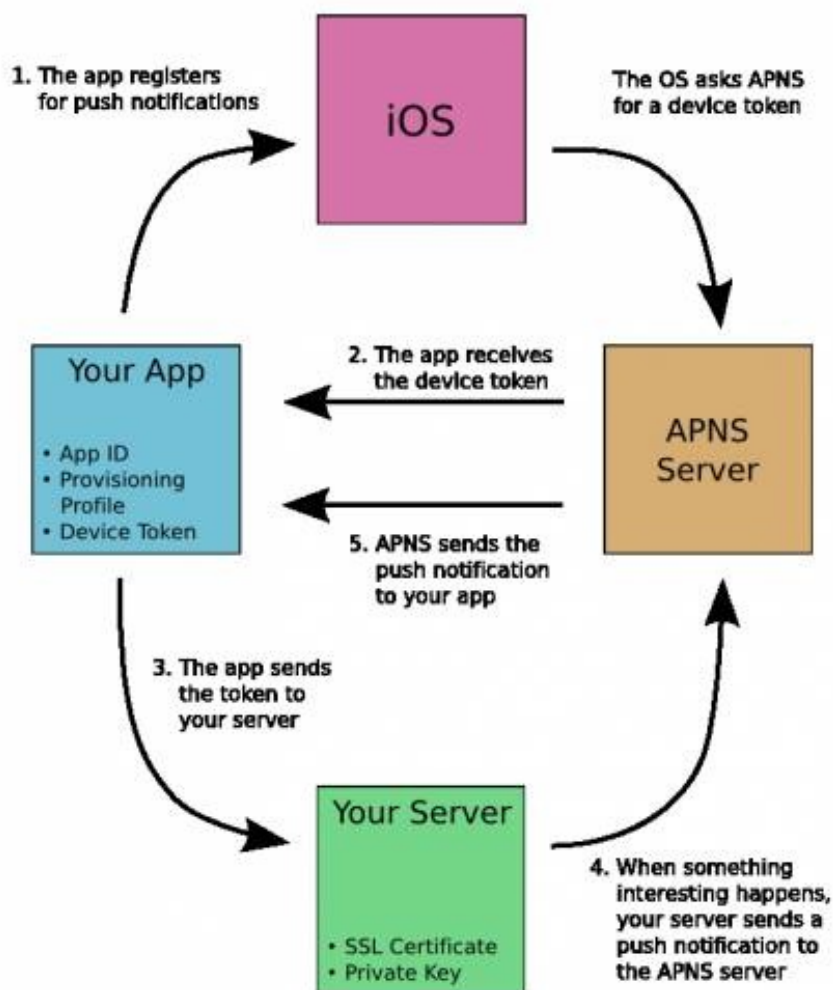 1. The app registers
for push notifications
iOS
The OS asks APNS
for a device token
Your App
• App ID
• Provisioning
Profile
• Device Token
2. The app receives
the device token
5. APNS sends the
push notification
to your app
APNS
Server
3. The app sends
the token to
your server
Your Server
• SSL Certificate
• Private Key
4. When something
interesting happens,
your server sends a
push notification to
the APNS server